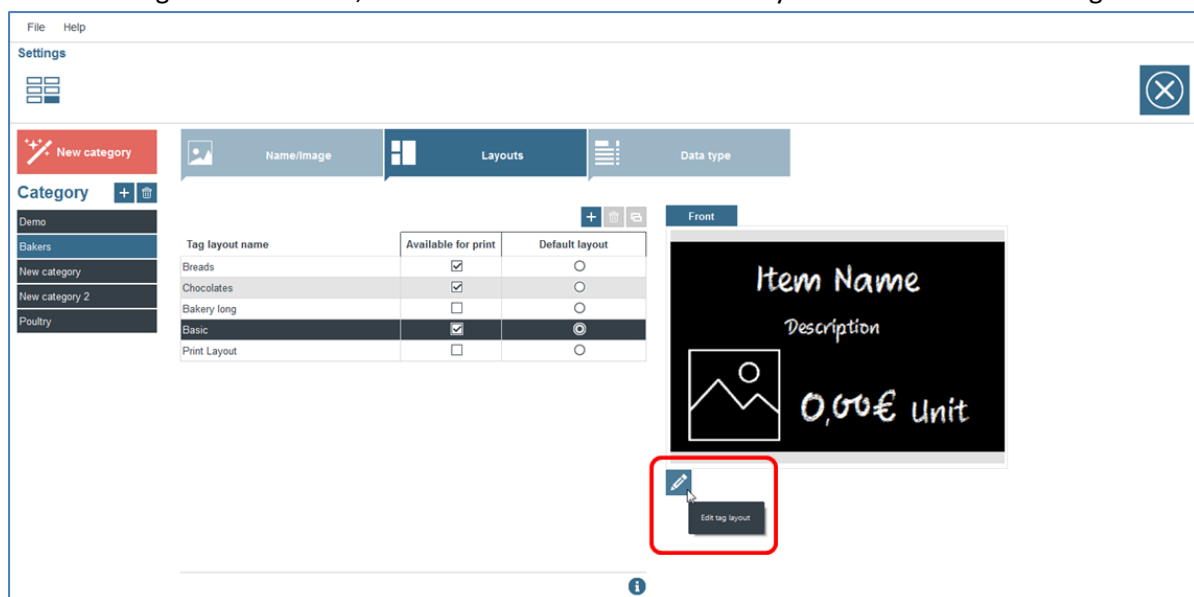 File Help
Settings
New category
Name/Image Layouts Data type
Category
Demo
Bakers
New category
New category 2
Poultry
Tag layout name Available for print Default layout
Breads
Chocolates
Bakery long
Basic
Print Layout
Front
Item Name
Description
0,00€ Unit
Edit tag layout